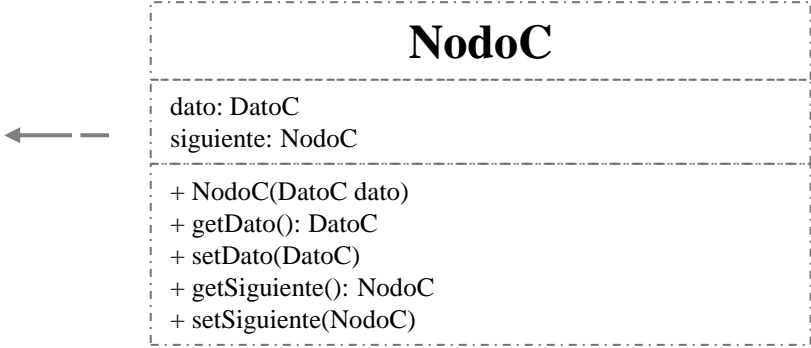 NodoC
dato: DatoC
siguiente: NodoC
+ NodoC(DatoC dato)
+ getDato(): DatoC
+ setDato(DatoC)
+ getSiguiente(): NodoC
+ setSiguiente(NodoC)